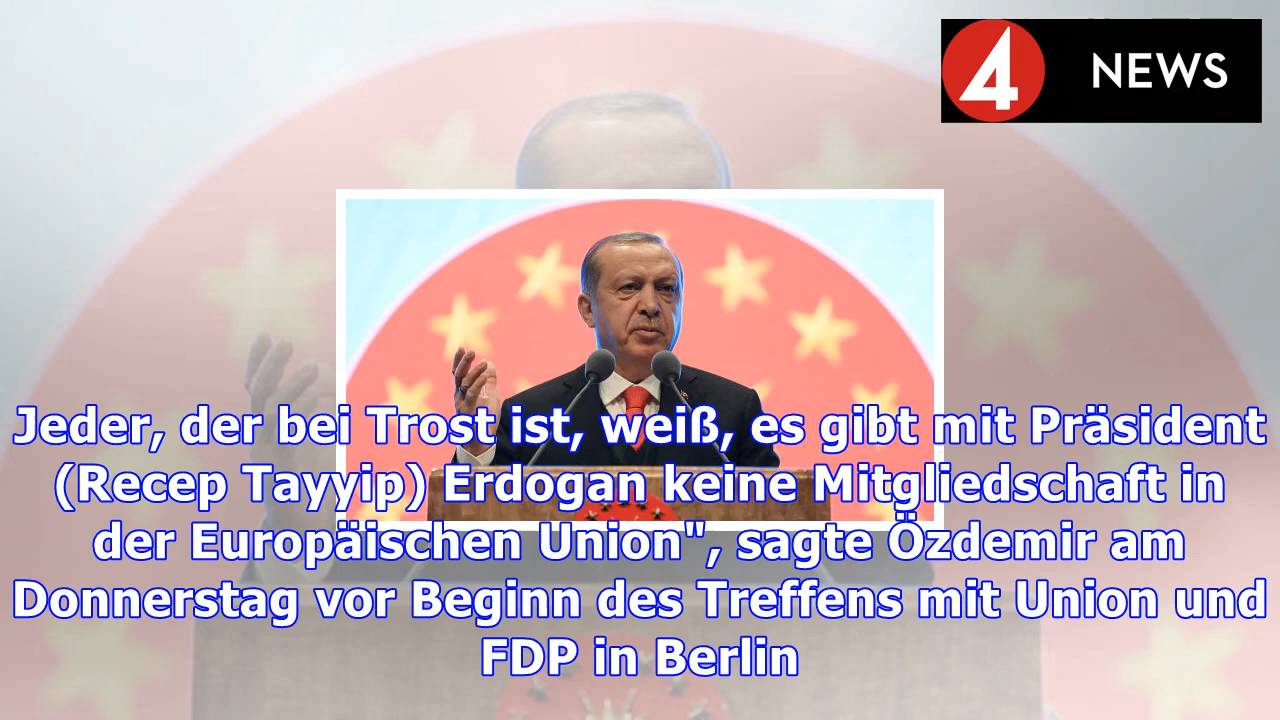 4 NEWS
Jeder, der bei Trost ist, weiß, es gibt mit Präsident
(Recep Tayyip) Erdogan keine Mitgliedschaft in
der Europäischen Union", sagte Özdemir am
Donnerstag vor Beginn des Treffens mit Union und
FDP in Berlin